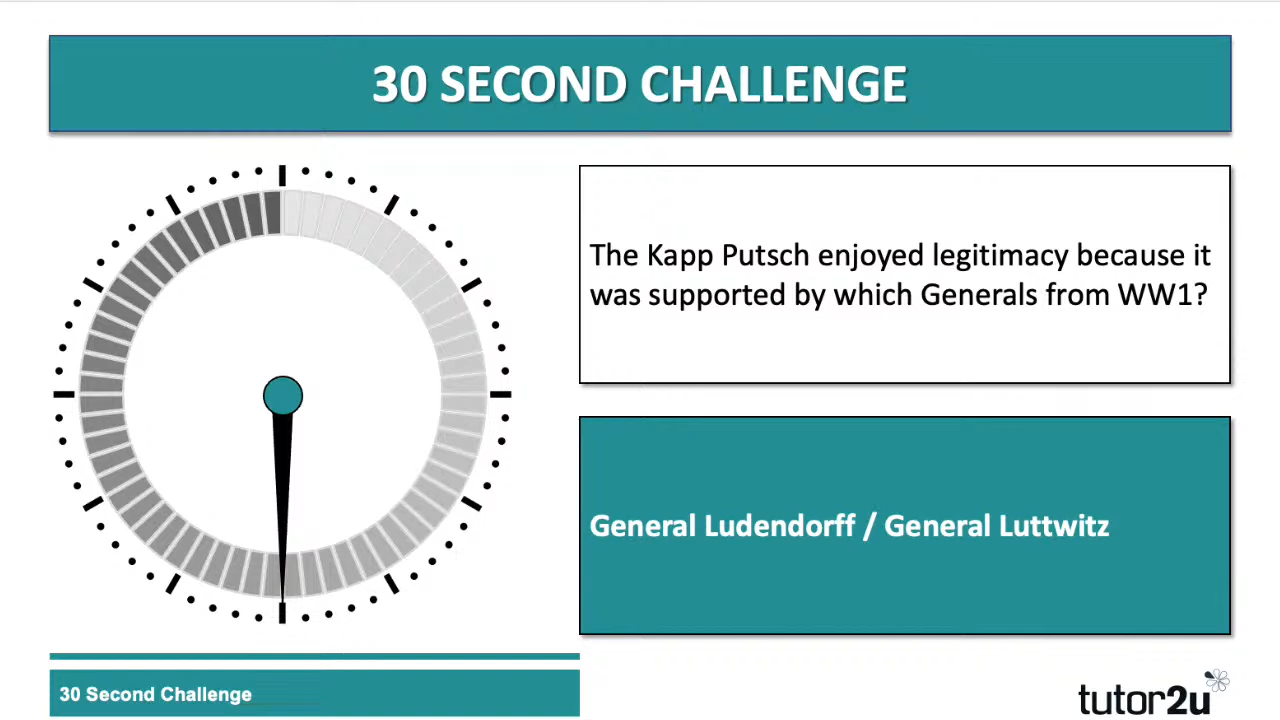 30 SECOND CHALLENGE
The Kapp Putsch enjoyed legitimacy because it
was supported by which Generals from WW1?
General Ludendorff / General Luttwitz
30 Second Challenge
tutor2u